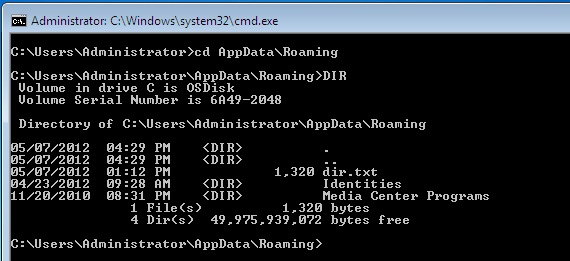 Administrator: C:\Windows\system32\cmd.exe
C:\Users\Administrator>cd AppData\Roaming
C:\Users\Administrator\AppData\Roaming>DIR
 Volume in drive C is OSDisk
 Volume Serial Number is 6A49-2048
 Directory of C:\Users\Administrator\AppData\Roaming
05/07/2012  04:29 PM    <DIR>          .
05/07/2012  04:29 PM    <DIR>          ..
05/07/2012  01:12 PM             1,320 dir.txt
04/23/2012  09:28 AM    <DIR>          Identities
11/20/2010  08:31 PM    <DIR>          Media Center Programs
               1 File(s)          1,320 bytes
               4 Dir(s)  49,975,939,072 bytes free
C:\Users\Administrator\AppData\Roaming>